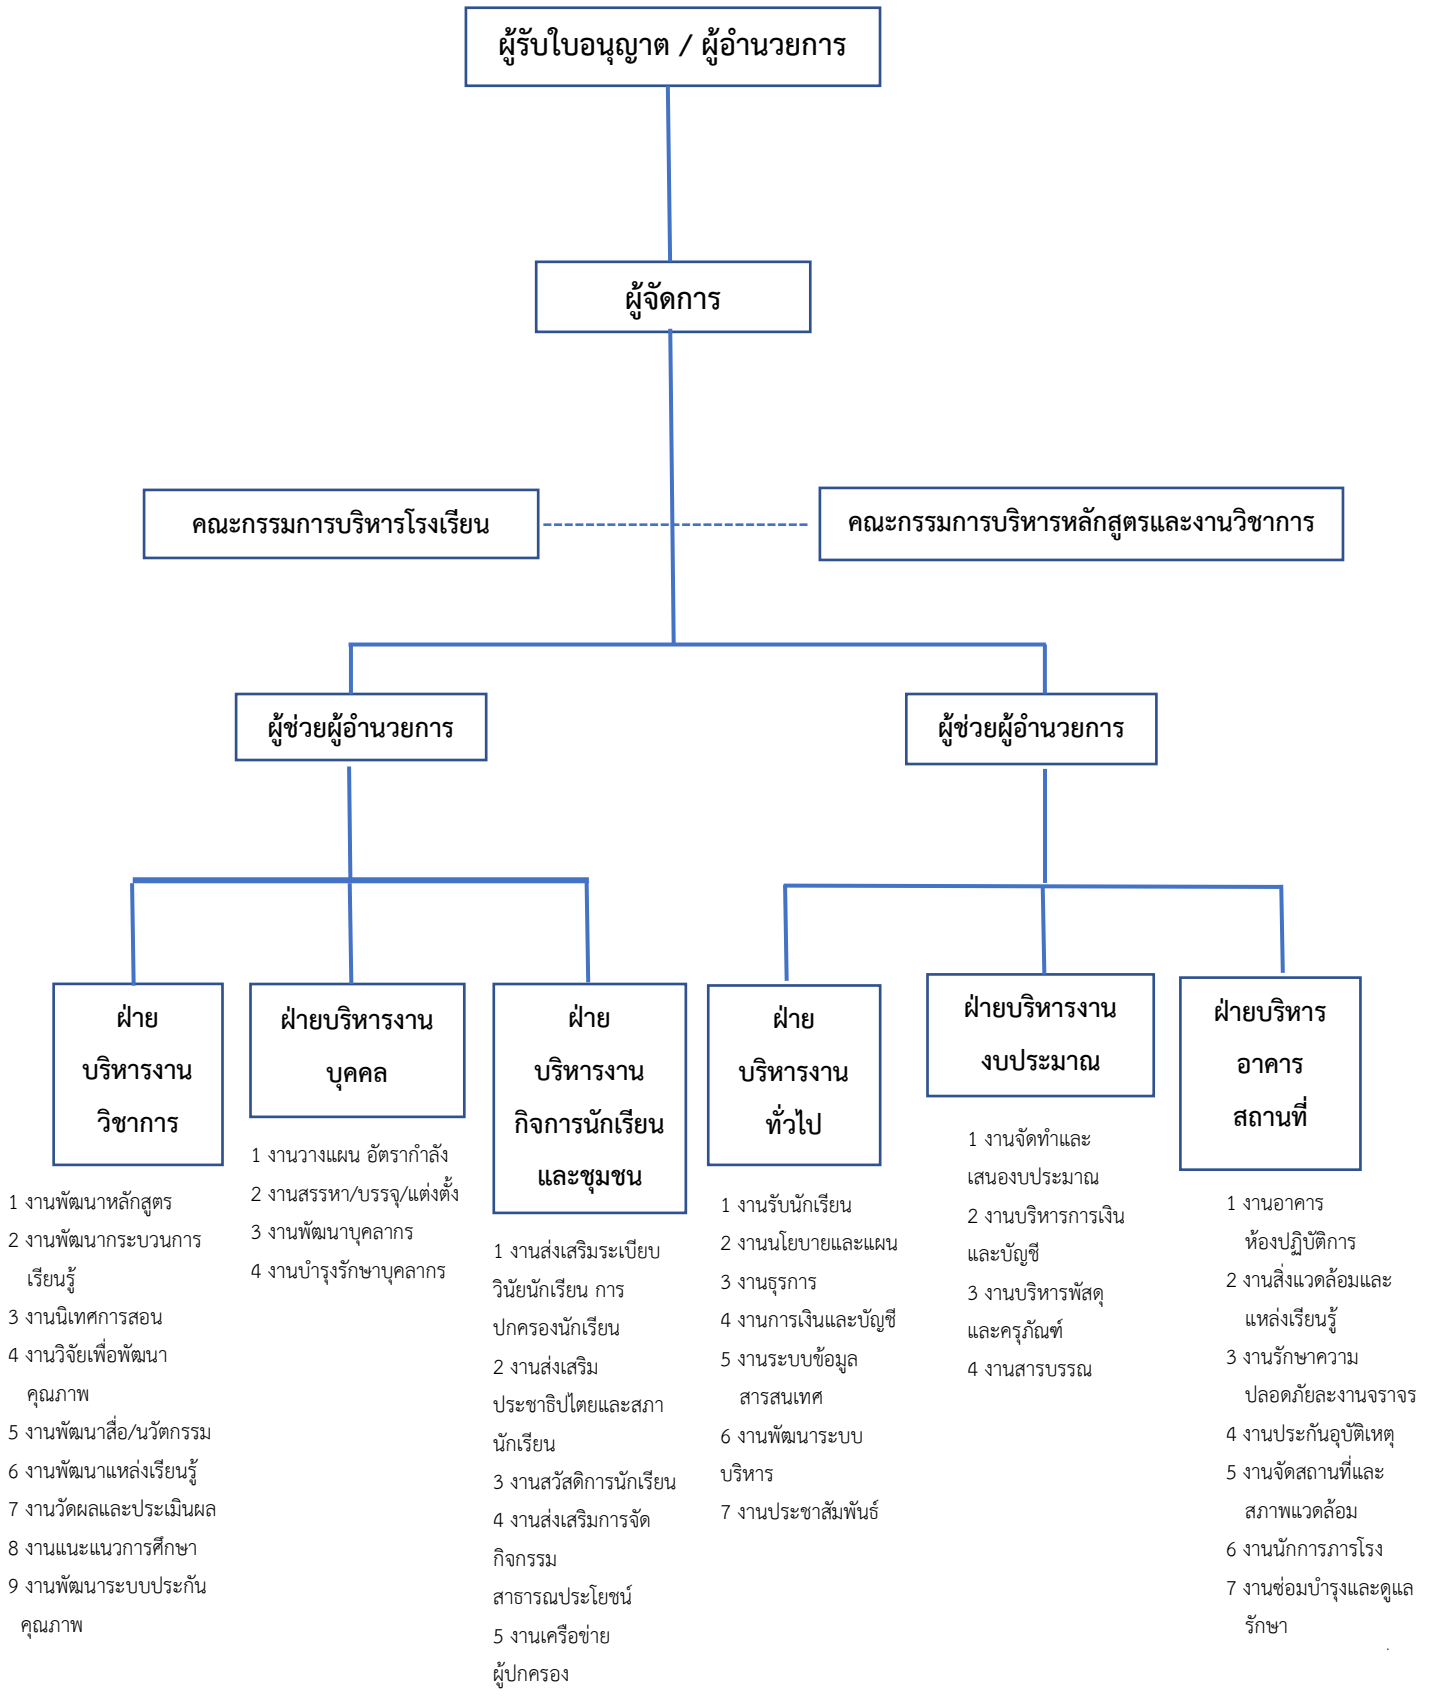 ผู้รับใบอนุญาต / ผู้อำนวยการ
ผู้จัดการ
คณะกรรมการบริหารโรงเรียน
คณะกรรมการบริหารหลักสูตรและงานวิชาการ
ผู้ช่วยผู้อำนวยการ
ผู้ช่วยผู้อำนวยการ
ฝ่าย
บริหารงาน
วิชาการ
1 งานพัฒนาหลักสูตร
2 งานพัฒนากระบวนการ
เรียนรู้
3 งานนิเทศการสอน
4 งานวิจัยเพื่อพัฒนา
คุณภาพ
5 งานพัฒนาสื่อ/นวัตกรรม
6 งานพัฒนาแหล่งเรียนรู้
7 งานวัดผลและประเมินผล
8 งานแนะแนวการศึกษา
9 งานพัฒนาระบบประกัน
คุณภาพ
ฝ่ายบริหารงาน
บุคคล
1 งานวางแผน อัตรากำลัง
2 งานสรรหา/บรรจุ/แต่งตั้ง
3 งานพัฒนาบุคลากร
4 งานบำรุงรักษาบุคลากร
ฝ่าย
บริหารงาน
กิจการนักเรียน
และชุมชน
1 งานส่งเสริมระเบียบ
วินัยนักเรียน การ
ปกครองนักเรียน
2 งานส่งเสริม
ประชาธิปไตยและสภา
นักเรียน
3 งานสวัสดิการนักเรียน
4 งานส่งเสริมการจัด
กิจกรรม
สาธารณประโยชน์
5 งานเครือข่าย
ผู้ปกครอง
ฝ่าย
บริหารงาน
ทั่วไป
1 งานรับนักเรียน
2 งานนโยบายและแผน
3 งานธุรการ
4 งานการเงินและบัญชี
5 งานระบบข้อมูล
สารสนเทศ
6 งานพัฒนาระบบ
บริหาร
7 งานประชาสัมพันธ์
ฝ่ายบริหารงาน
งบประมาณ
1 งานจัดทำและ
เสนองบประมาณ
2 งานบริหารการเงิน
และบัญชี
3 งานบริหารพัสดุ
และครุภัณฑ์
4 งานสารบรรณ
ฝ่ายบริหาร
อาคาร
สถานที่
1 งานอาคาร
ห้องปฏิบัติการ
2 งานสิ่งแวดล้อมและ
แหล่งเรียนรู้
3 งานรักษาความ
ปลอดภัยละงานจราจร
4 งานประกันอุบัติเหตุ
5 งานจัดสถานที่และ
สภาพแวดล้อม
6 งานนักการภารโรง
7 งานซ่อมบำรุงและดูแล
รักษา